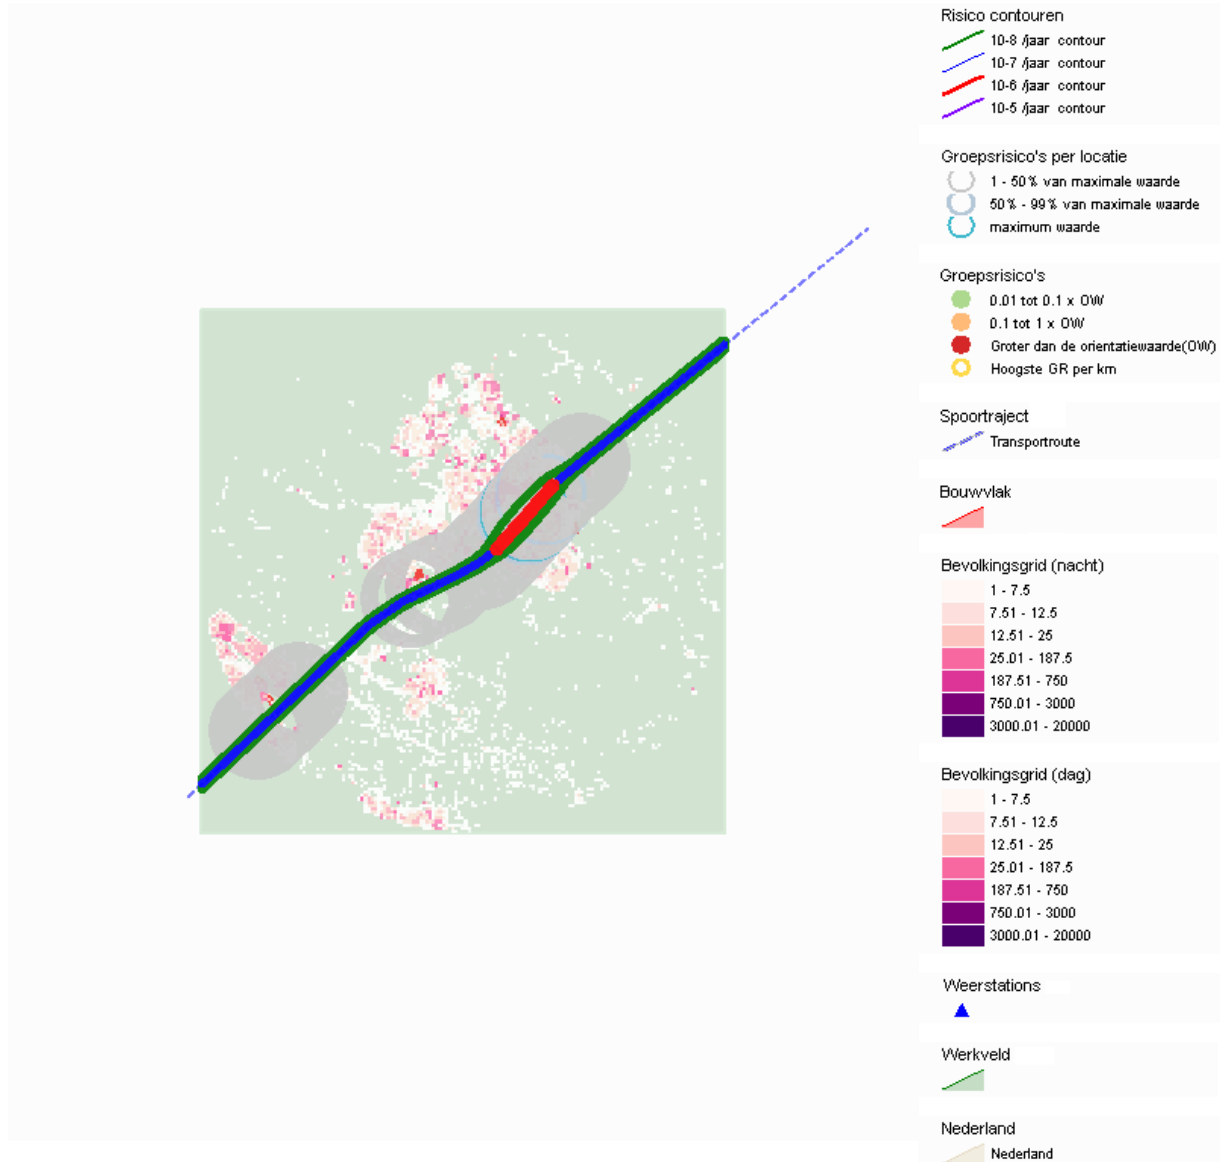 Risico contouren
10-8 /jaar contour
10-7 /jaar contour
10-6 /jaar contour
10-5 /jaar contour
Groepsrisico's per locatie
1 - 50% van maximale waarde
50% - 99% van maximale waarde
maximum waarde
Groepsrisico's
0.01 tot 0.1 x OW
0.1 tot 1 x OW
Groter dan de orientatiewaarde(OW)
Hoogste GR per km
Spoortraject
Transportroute
Bouwvlak
Bevolkingsgrid (nacht)
1 - 7.5
7.51 - 12.5
12.51 - 25
25.01 - 187.5
187.51 - 750
750.01 - 3000
3000.01 - 20000
Bevolkingsgrid (dag)
1 - 7.5
7.51 - 12.5
12.51 - 25
25.01 - 187.5
187.51 - 750
750.01 - 3000
3000.01 - 20000
Weerstations
Werkveld
Nederland
Nederland